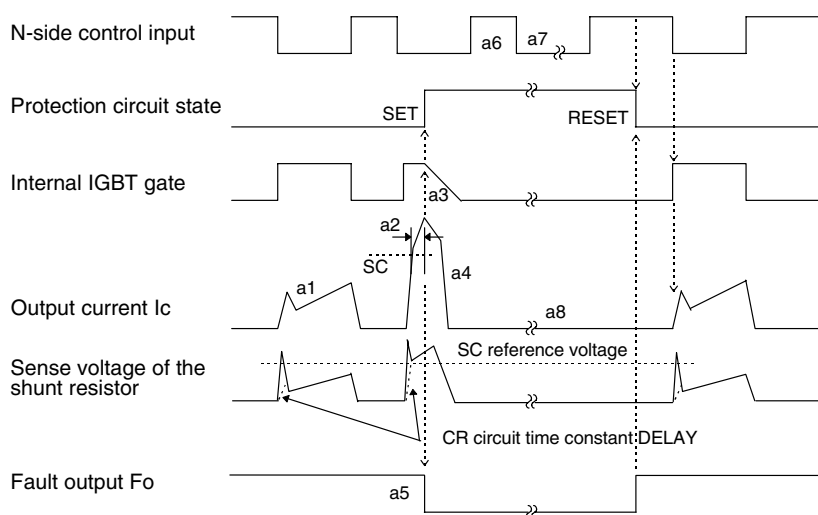 N-side control input
a6
a7
Protection circuit state
SET
RESET
Internal IGBT gate
a3
a2
SC
a4
a1
Output current Ic
a8
SC reference voltage
Sense voltage of the
shunt resistor
CR circuit time constant DELAY
Fault output Fo
a5